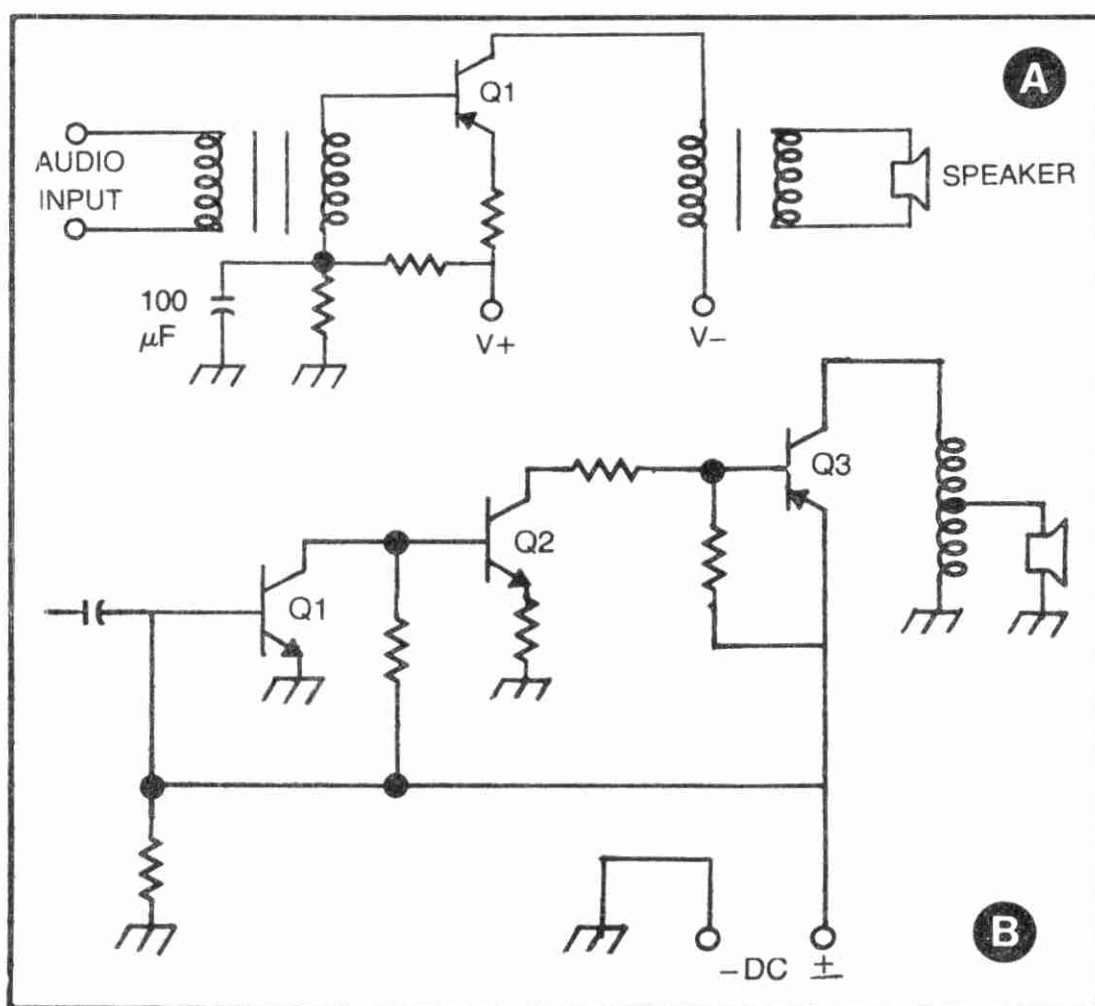 A
Q1
AUDIO
INPUT
SPEAKER
100
µF
V+
V−
Q3
Q2
Q1
B
−DC ±